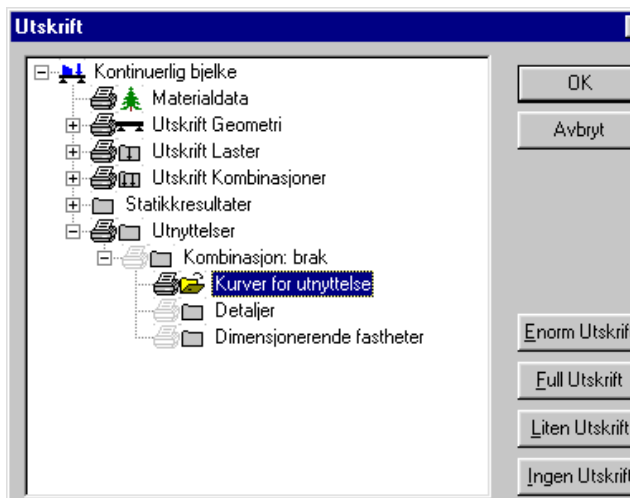 Utskrift
Kontinuerlig bjelke
Materialdata
Utskrift Geometri
Utskrift Laster
Utskrift Kombinasjoner
Statikkresultater
Utnyttelser
Kombinasjon: brak
Kurver for utnyttelse
Detaljer
Dimensjonerende fastheter
OK
Avbryt
Enorm Utskrif
Full Utskrift
Liten Utskrift
Ingen Utskrift